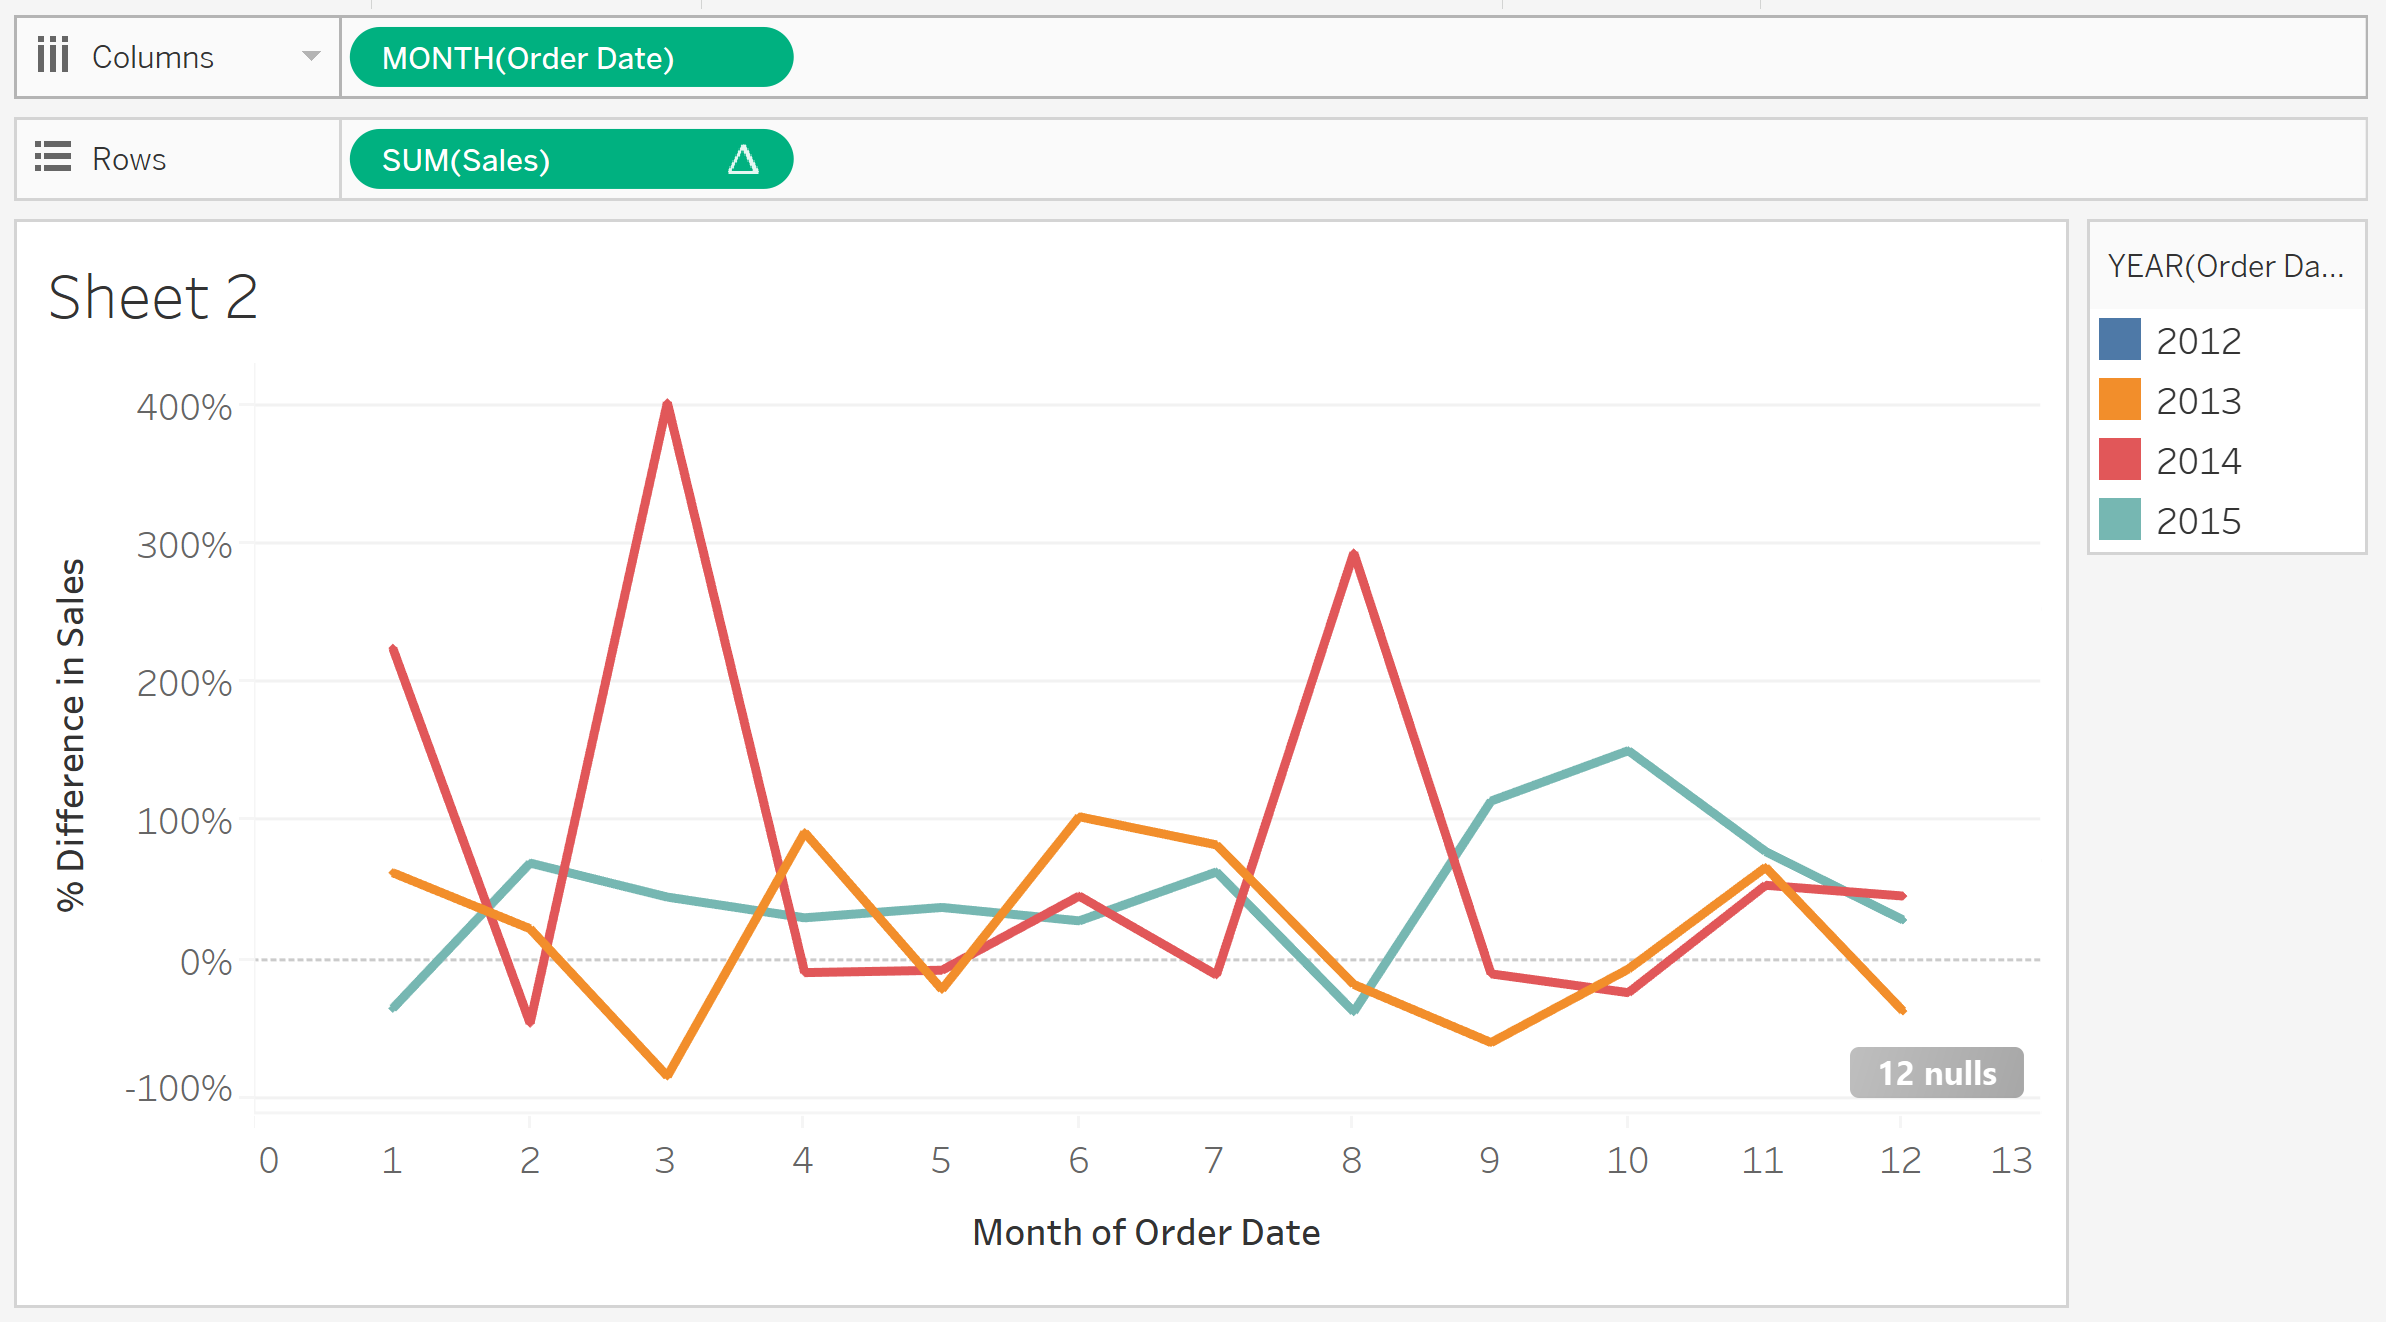 Columns
MONTH(Order Date)
Rows
SUM(Sales)
Sheet 2
YEAR(Order Da...
2012
2013
2014
2015
% Difference in Sales
400%
300%
200%
100%
0%
-100%
12 nulls
0 1 2 3 4 5 6 7 8 9 10 11 12 13
Month of Order Date